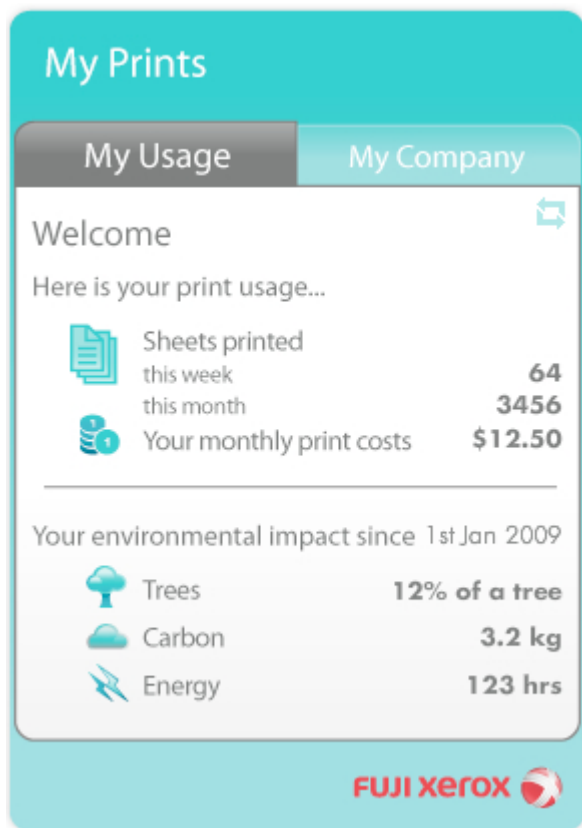 My Prints
My Usage My Company
Welcome
Here is your print usage...
Sheets printed
this week 64
this month 3456
1 1 Your monthly print costs $12.50
Your environmental impact since 1st Jan 2009
Trees 12% of a tree
Carbon 3.2 kg
Energy 123 hrs
FUJI xerox